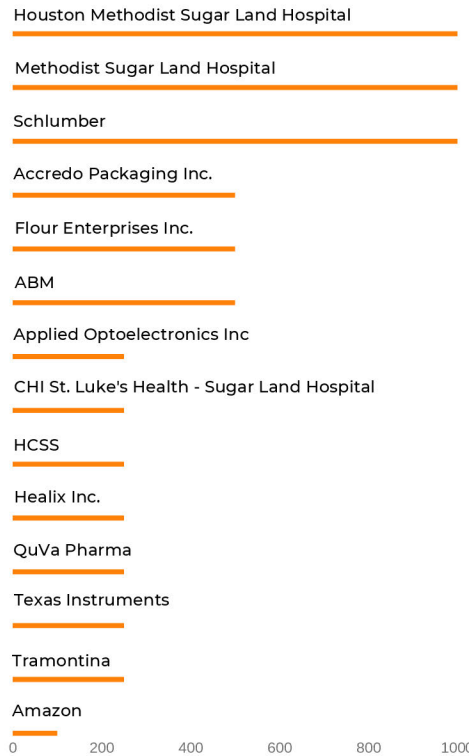 Houston Methodist Sugar Land Hospital
Methodist Sugar Land Hospital
Schlumber
Accredo Packaging Inc.
Flour Enterprises Inc.
ABM
Applied Optoelectronics Inc
CHI St. Luke's Health - Sugar Land Hospital
HCSS
Healix Inc.
QuVa Pharma
Texas Instruments
Tramontina
Amazon
0 200 400 600 800 1000